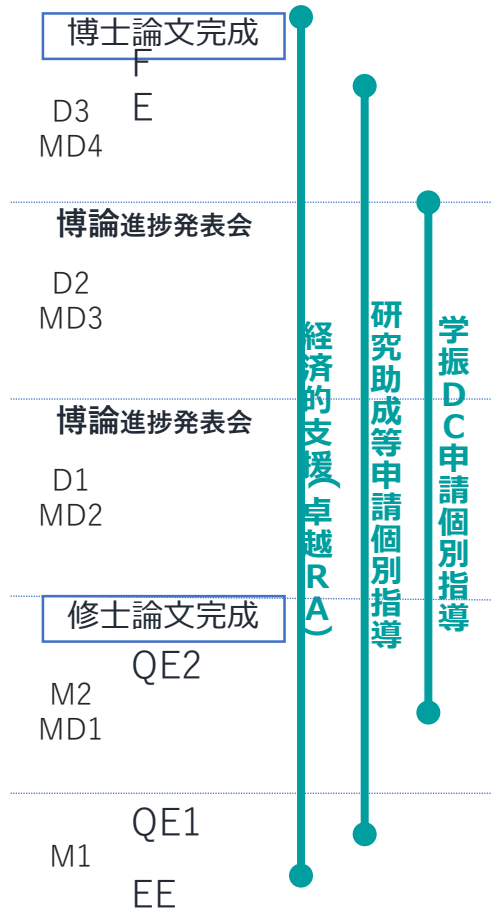 博士論文完成
F
E
D3
MD4
博論進捗発表会
D2
MD3
博論進捗発表会
D1
MD2
修士論文完成
QE2
M2
MD1
QE1
M1
EE
経済的支援(卓越RA)
研究助成等申請個別指導
学振DC申請個別指導